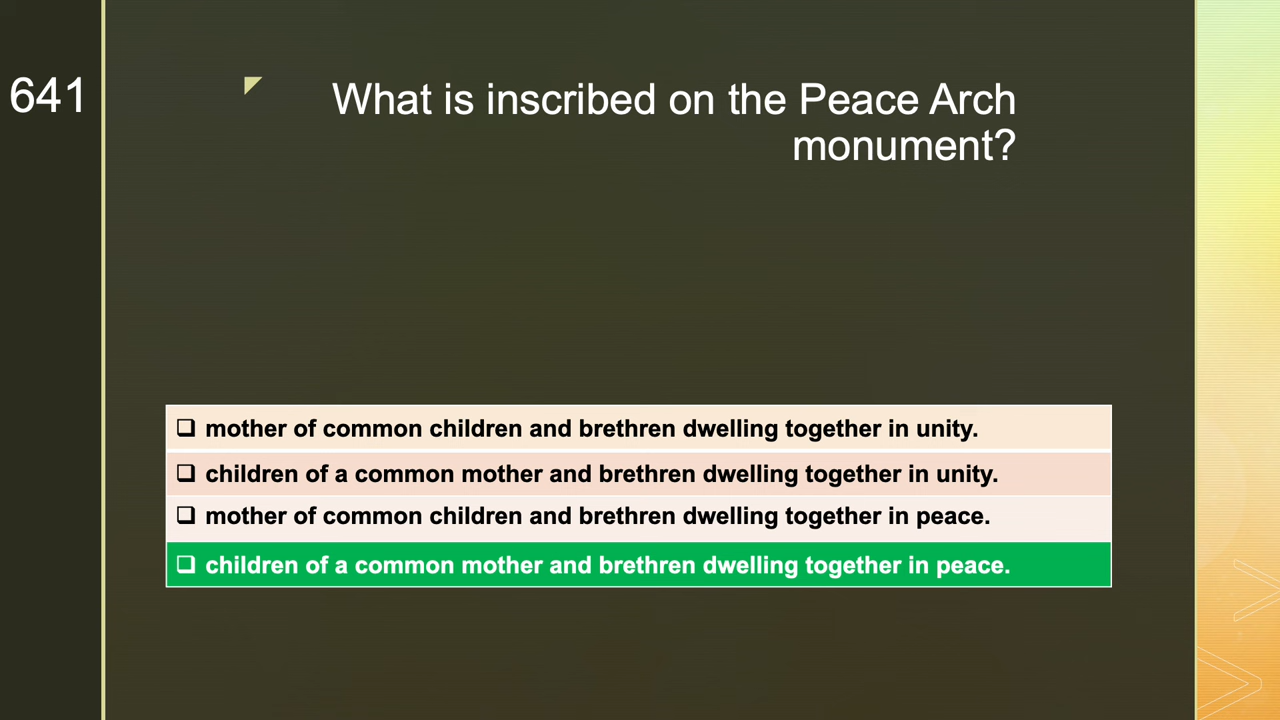 641
What is inscribed on the Peace Arch
monument?
❑ mother of common children and brethren dwelling together in unity.
❑ children of a common mother and brethren dwelling together in unity.
❑ mother of common children and brethren dwelling together in peace.
❑ children of a common mother and brethren dwelling together in peace.